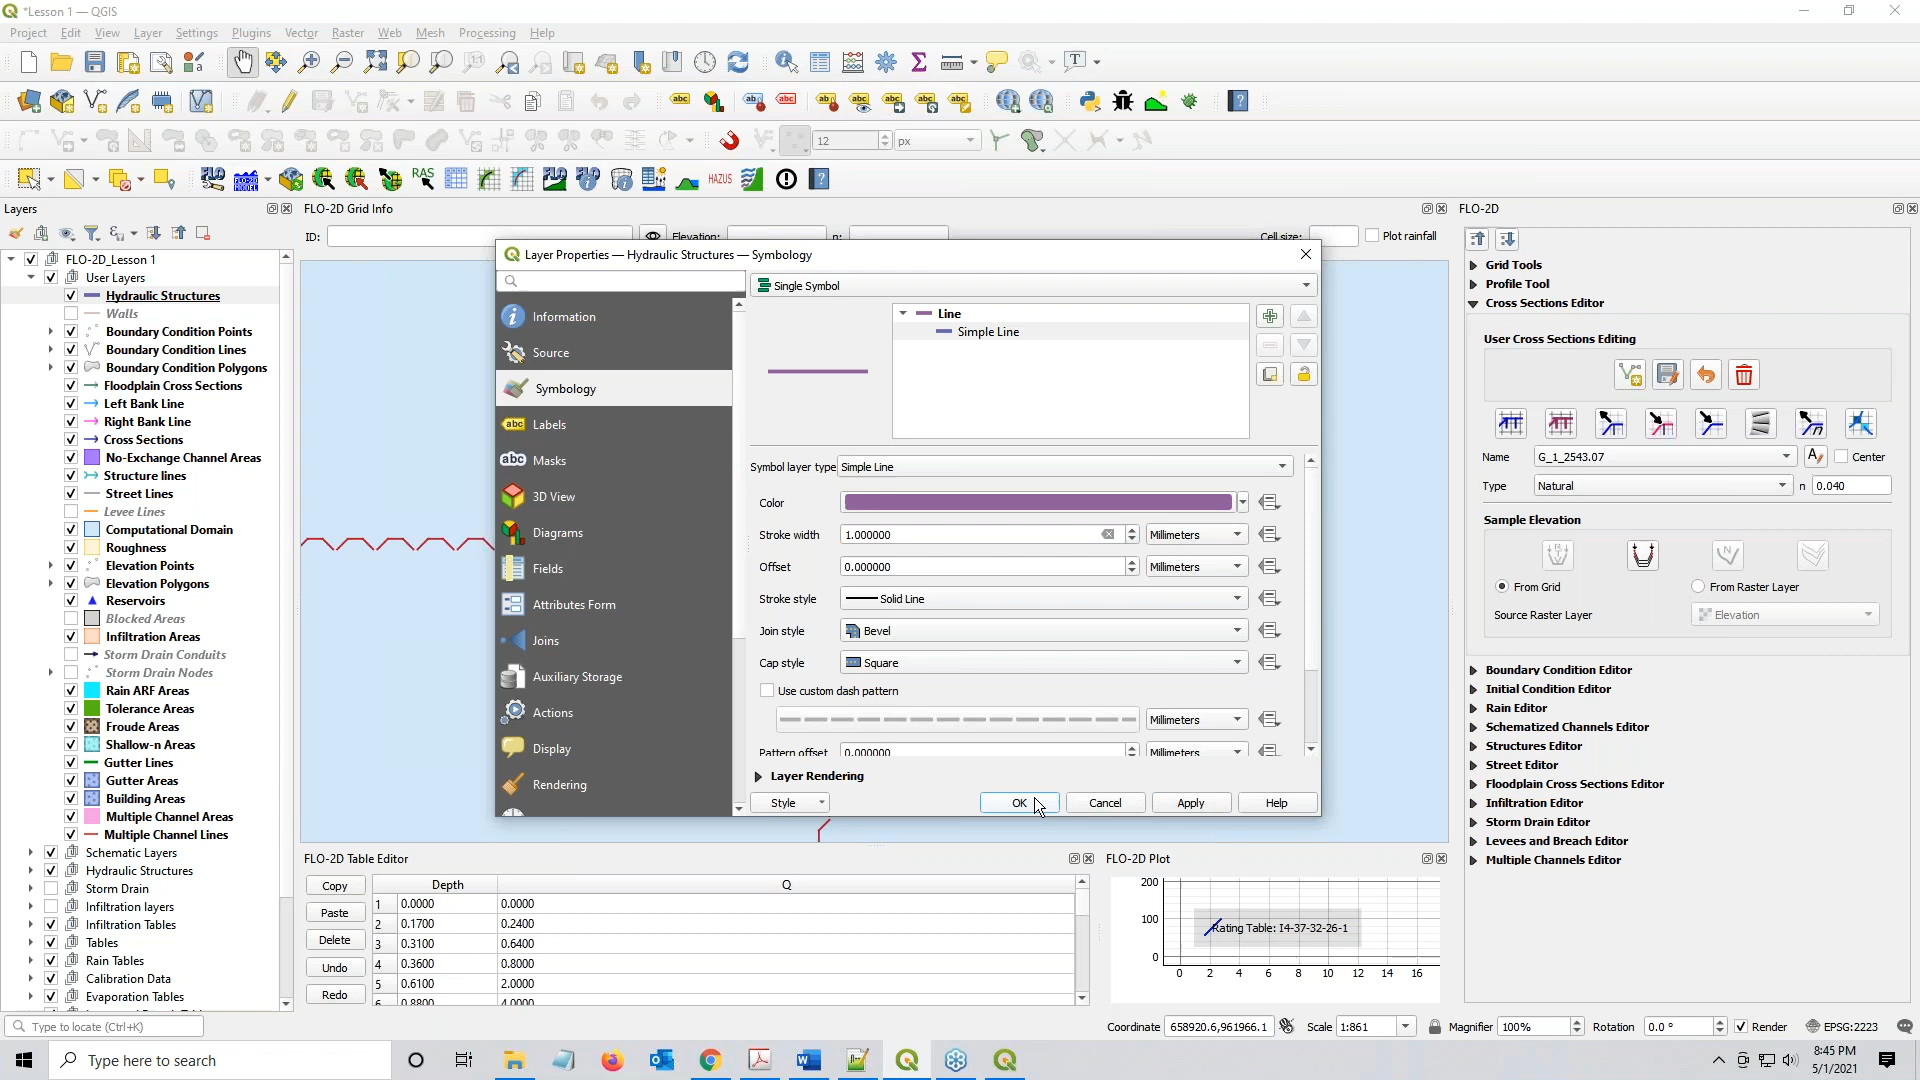 *Lesson 1 — QGIS
Project Edit View Layer Settings Plugins Vector Raster Web Mesh Processing Help
12 px
Layers
FLO-2D_Lesson 1
User Layers
Hydraulic Structures
Walls
Boundary Condition Points
Boundary Condition Lines
Boundary Condition Polygons
Floodplain Cross Sections
Left Bank Line
Right Bank Line
Cross Sections
No-Exchange Channel Areas
Structure lines
Street Lines
Levee Lines
Computational Domain
Roughness
Elevation Points
Elevation Polygons
Reservoirs
Blocked Areas
Infiltration Areas
Storm Drain Conduits
Storm Drain Nodes
Rain ARF Areas
Tolerance Areas
Froude Areas
Shallow-n Areas
Gutter Lines
Gutter Areas
Building Areas
Multiple Channel Areas
Multiple Channel Lines
Schematic Layers
Hydraulic Structures
Storm Drain
Infiltration layers
Infiltration Tables
Tables
Rain Tables
Calibration Data
Evaporation Tables
FLO-2D Grid Info
ID: Elevation: n: Cell size: Plot rainfall
Layer Properties — Hydraulic Structures — Symbology
Information
Source
Symbology
Labels
Masks
3D View
Diagrams
Fields
Attributes Form
Joins
Auxiliary Storage
Actions
Display
Rendering
Single Symbol
Line
Simple Line
Symbol layer type Simple Line
Color
Stroke width 1.000000 Millimeters
Offset 0.000000 Millimeters
Stroke style Solid Line
Join style Bevel
Cap style Square
Use custom dash pattern
Millimeters
Pattern offset 0.000000 Millimeters
Layer Rendering
Style OK Cancel Apply Help
FLO-2D
Grid Tools
Profile Tool
Cross Sections Editor
User Cross Sections Editing
Name G_1_2543.07 Center
Type Natural n 0.040
Sample Elevation
From Grid From Raster Layer
Source Raster Layer Elevation
Boundary Condition Editor
Initial Condition Editor
Rain Editor
Schematized Channels Editor
Structures Editor
Street Editor
Floodplain Cross Sections Editor
Infiltration Editor
Storm Drain Editor
Levees and Breach Editor
Multiple Channels Editor
FLO-2D Table Editor
Copy
Paste
Delete
Undo
Redo
Depth Q
1 0.0000 0.0000
2 0.1700 0.2400
3 0.3100 0.6400
4 0.3600 0.8000
5 0.6100 2.0000
6 0.8800 4.0000
FLO-2D Plot
200
100
0
Rating Table: I4-37-32-26-1
0 2 4 6 8 10 12 14 16
Type to locate (Ctrl+K)
Coordinate 658920.6,961966.1 Scale 1:861 Magnifier 100% Rotation 0.0 ° Render EPSG:2223
Type here to search
8:45 PM
5/1/2021